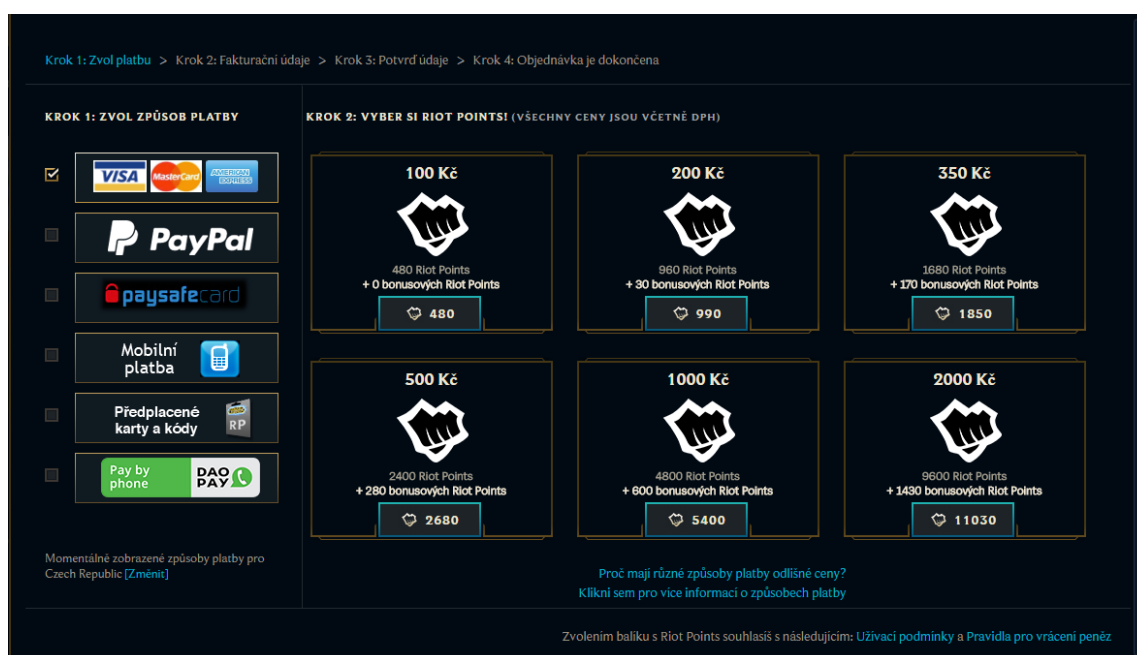 Krok 1: Zvol platbu > Krok 2: Fakturační údaje > Krok 3: Potvrď údaje > Krok 4: Objednávka je dokončena
KROK 1: ZVOL ZPŮSOB PLATBY
VISA MasterCard AMERICAN EXPRESS
PayPal
paysafecard
Mobilní
platba
Předplacené
karty a kódy
RP
Pay by
phone
DAO
PAY
Momentálně zobrazené způsoby platby pro
Czech Republic [Změnit]
KROK 2: VYBER SI RIOT POINTS! (VŠECHNY CENY JSOU VČETNĚ DPH)
100 Kč
480 Riot Points
+ 0 bonusových Riot Points
480
200 Kč
960 Riot Points
+ 30 bonusových Riot Points
990
350 Kč
1680 Riot Points
+ 170 bonusových Riot Points
1850
500 Kč
2400 Riot Points
+ 280 bonusových Riot Points
2680
1000 Kč
4800 Riot Points
+ 600 bonusových Riot Points
5400
2000 Kč
9600 Riot Points
+ 1430 bonusových Riot Points
11030
Proč mají různé způsoby platby odlišné ceny?
Klikni sem pro více informací o způsobech platby
Zvolením balíku s Riot Points souhlasíš s následujícím: Užívací podmínky a Pravidla pro vrácení peněz